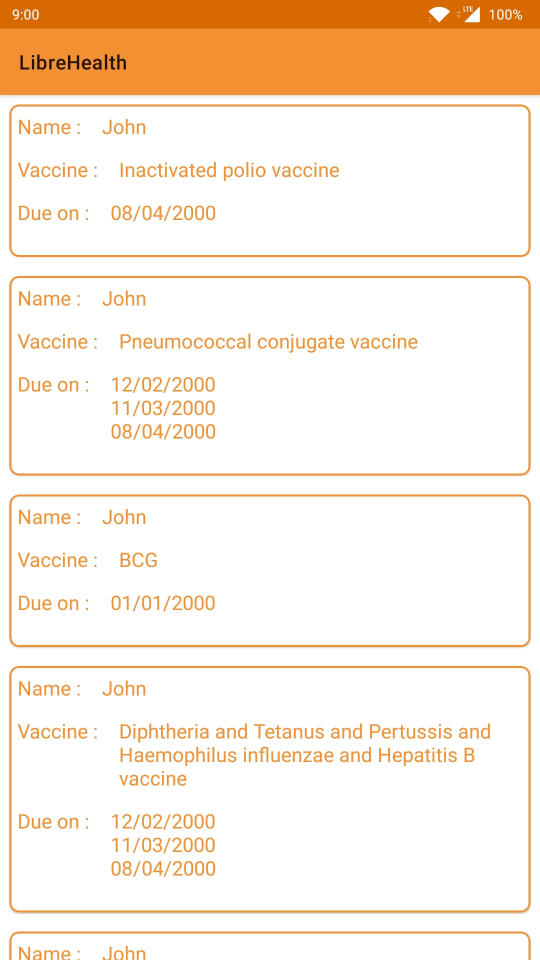 9:00 LTE 100%
LibreHealth
Name : John
Vaccine : Inactivated polio vaccine
Due on : 08/04/2000
Name : John
Vaccine : Pneumococcal conjugate vaccine
Due on : 12/02/2000
11/03/2000
08/04/2000
Name : John
Vaccine : BCG
Due on : 01/01/2000
Name : John
Vaccine : Diphtheria and Tetanus and Pertussis and
Haemophilus influenzae and Hepatitis B
vaccine
Due on : 12/02/2000
11/03/2000
08/04/2000
Name : John